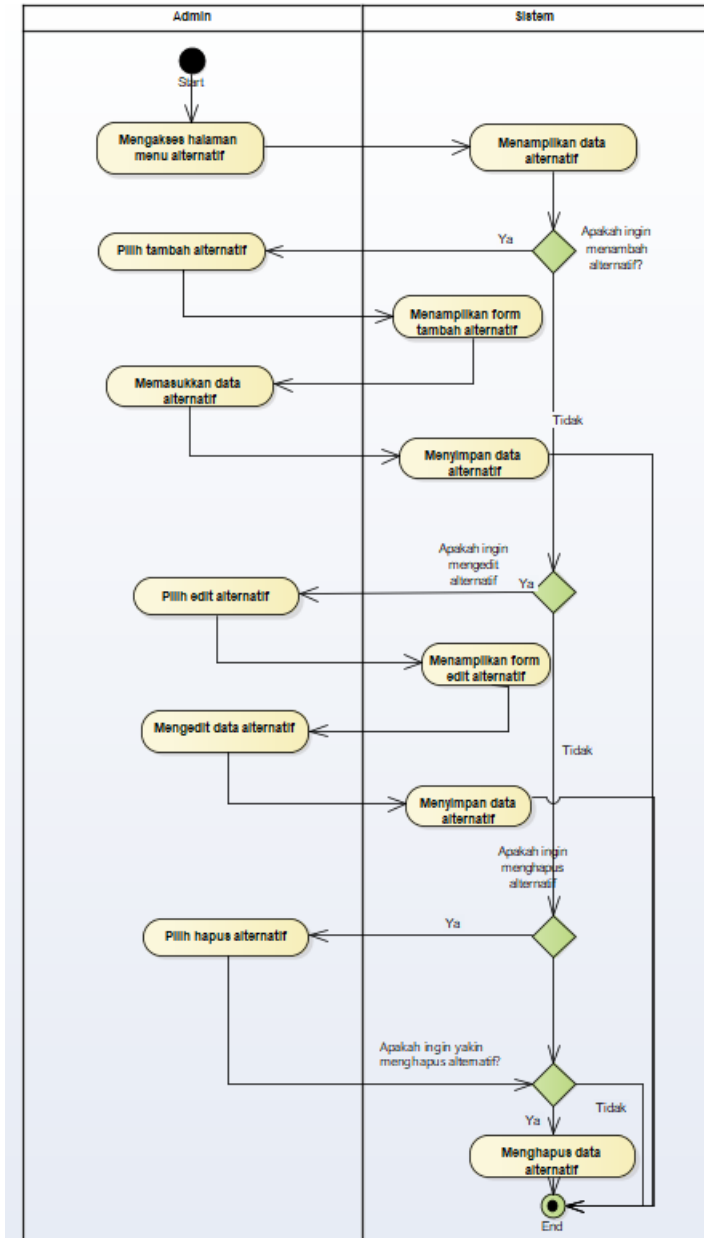 Admin
Sistem
Start
Mengakses halaman
menu alternatif
Menampilkan data
alternatif
Ya
Apakah ingin
menambah
alternatif?
Pilih tambah alternatif
Menampilkan form
tambah alternatif
Memasukkan data
alternatif
Tidak
Menyimpan data
alternatif
Apakah ingin
mengedit
alternatif
Ya
Pilih edit alternatif
Menampilkan form
edit alternatif
Mengedit data alternatif
Tidak
Menyimpan data
alternatif
Apakah ingin
menghapus
alternatif
Ya
Pilih hapus alternatif
Apakah ingin yakin
menghapus alternatif?
Tidak
Ya
Menghapus data
alternatif
End